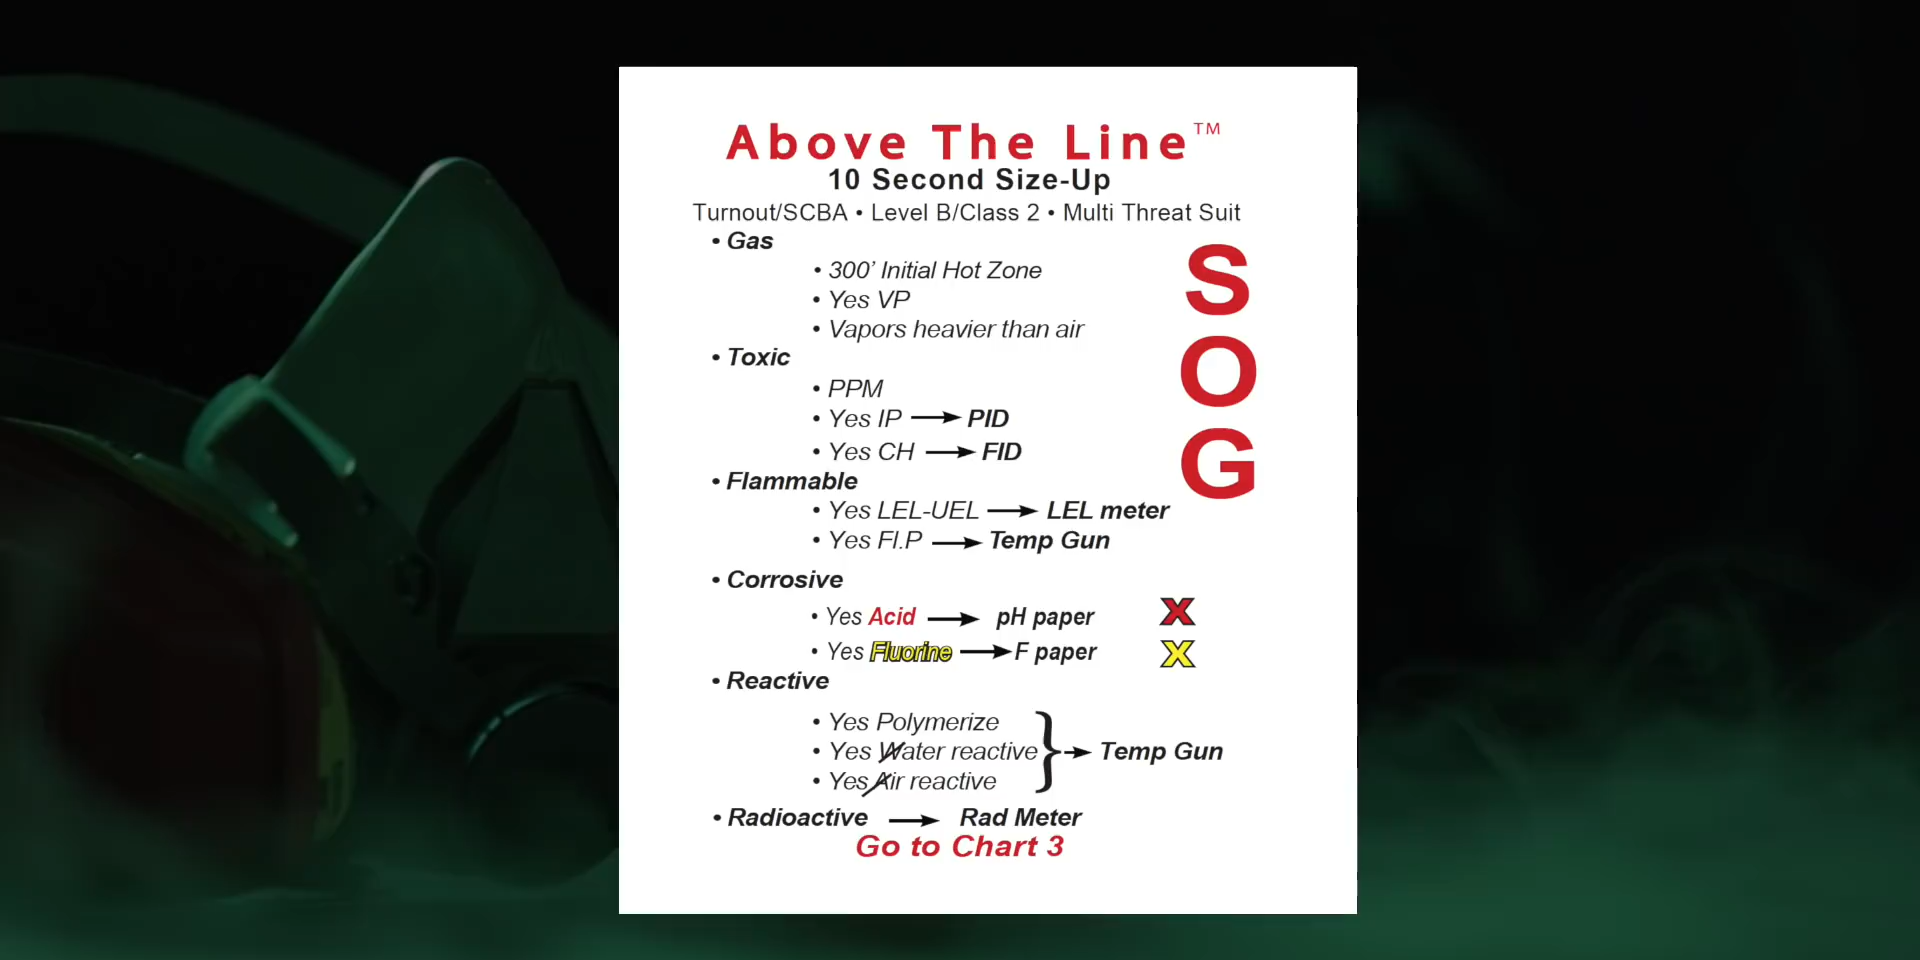 Above The Line™
10 Second Size-Up
Turnout/SCBA • Level B/Class 2 • Multi Threat Suit
• Gas
• 300’ Initial Hot Zone
• Yes VP
• Vapors heavier than air
• Toxic
• PPM
• Yes IP → PID
• Yes CH → FID
• Flammable
• Yes LEL-UEL → LEL meter
• Yes Fl.P → Temp Gun
• Corrosive
• Yes Acid → pH paper X
• Yes Fluorine → F paper X
• Reactive
• Yes Polymerize
• Yes Water reactive } → Temp Gun
• Yes Air reactive
• Radioactive → Rad Meter
Go to Chart 3
S
O
G